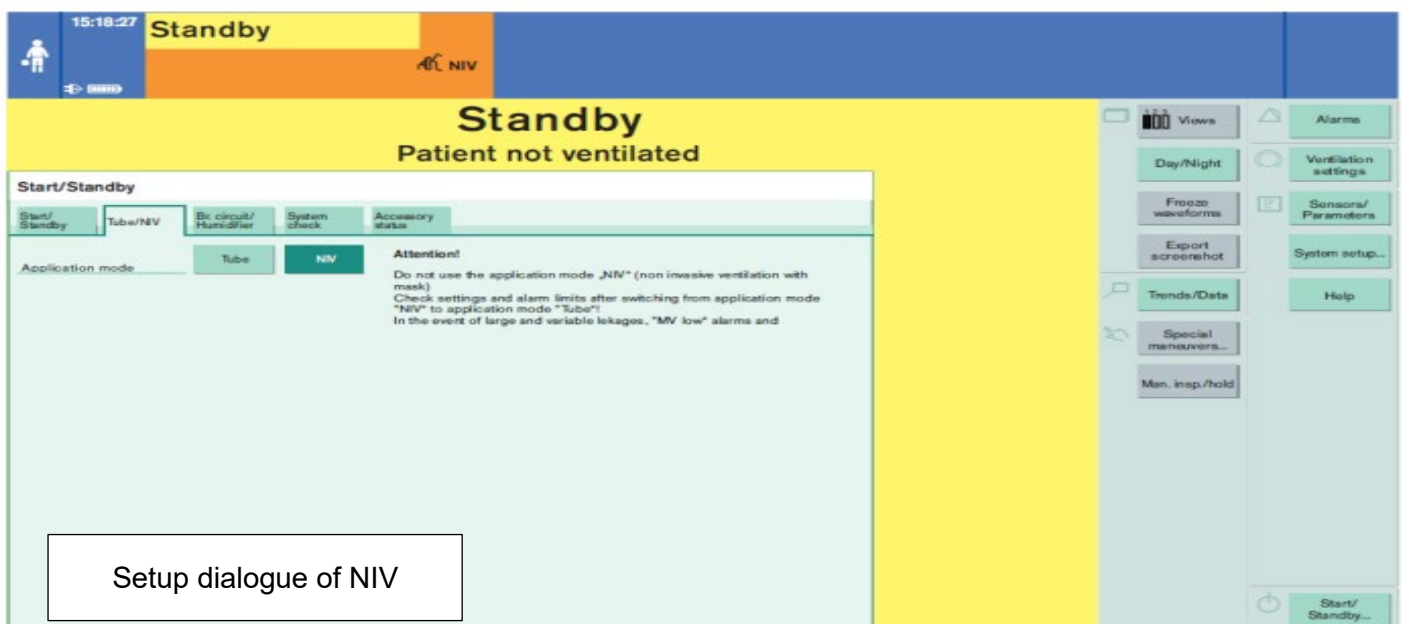 15:18:27
Standby
NIV
Standby
Patient not ventilated
Start/Standby
Start/
Standby
Tube/NIV
Br. circuit/
Humidifier
System
check
Accessory
status
Application mode
Tube
NIV
Attention!
Do not use the application mode „NIV" (non invasive ventilation with
mask)
Check settings and alarm limits after switching from application mode
"NIV" to application mode "Tube"!
In the event of large and variable lekages, "MV low" alarms and
1 2 3
Views
Day/Night
Freeze
waveforms
Export
screenshot
Trends/Data
Special
maneuvers...
Man. insp./hold
Alarms
Ventilation
settings
Sensors/
Parameters
System setup...
Help
Start/
Standby...
Setup dialogue of NIV